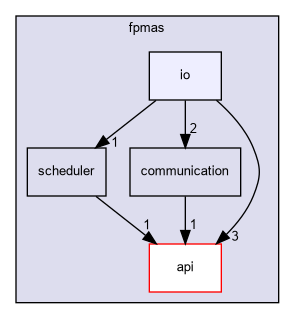 fpmas
io
1
2
scheduler
communication
1
1
3
api